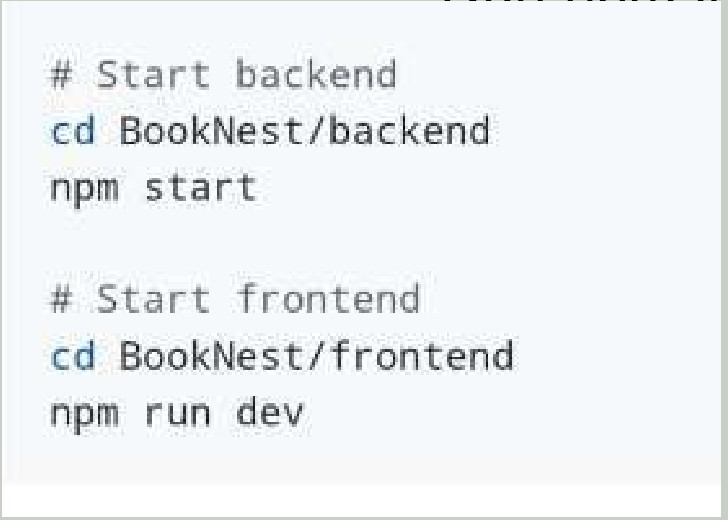 # Start backend
cd BookNest/backend
npm start
# Start frontend
cd BookNest/frontend
npm run dev